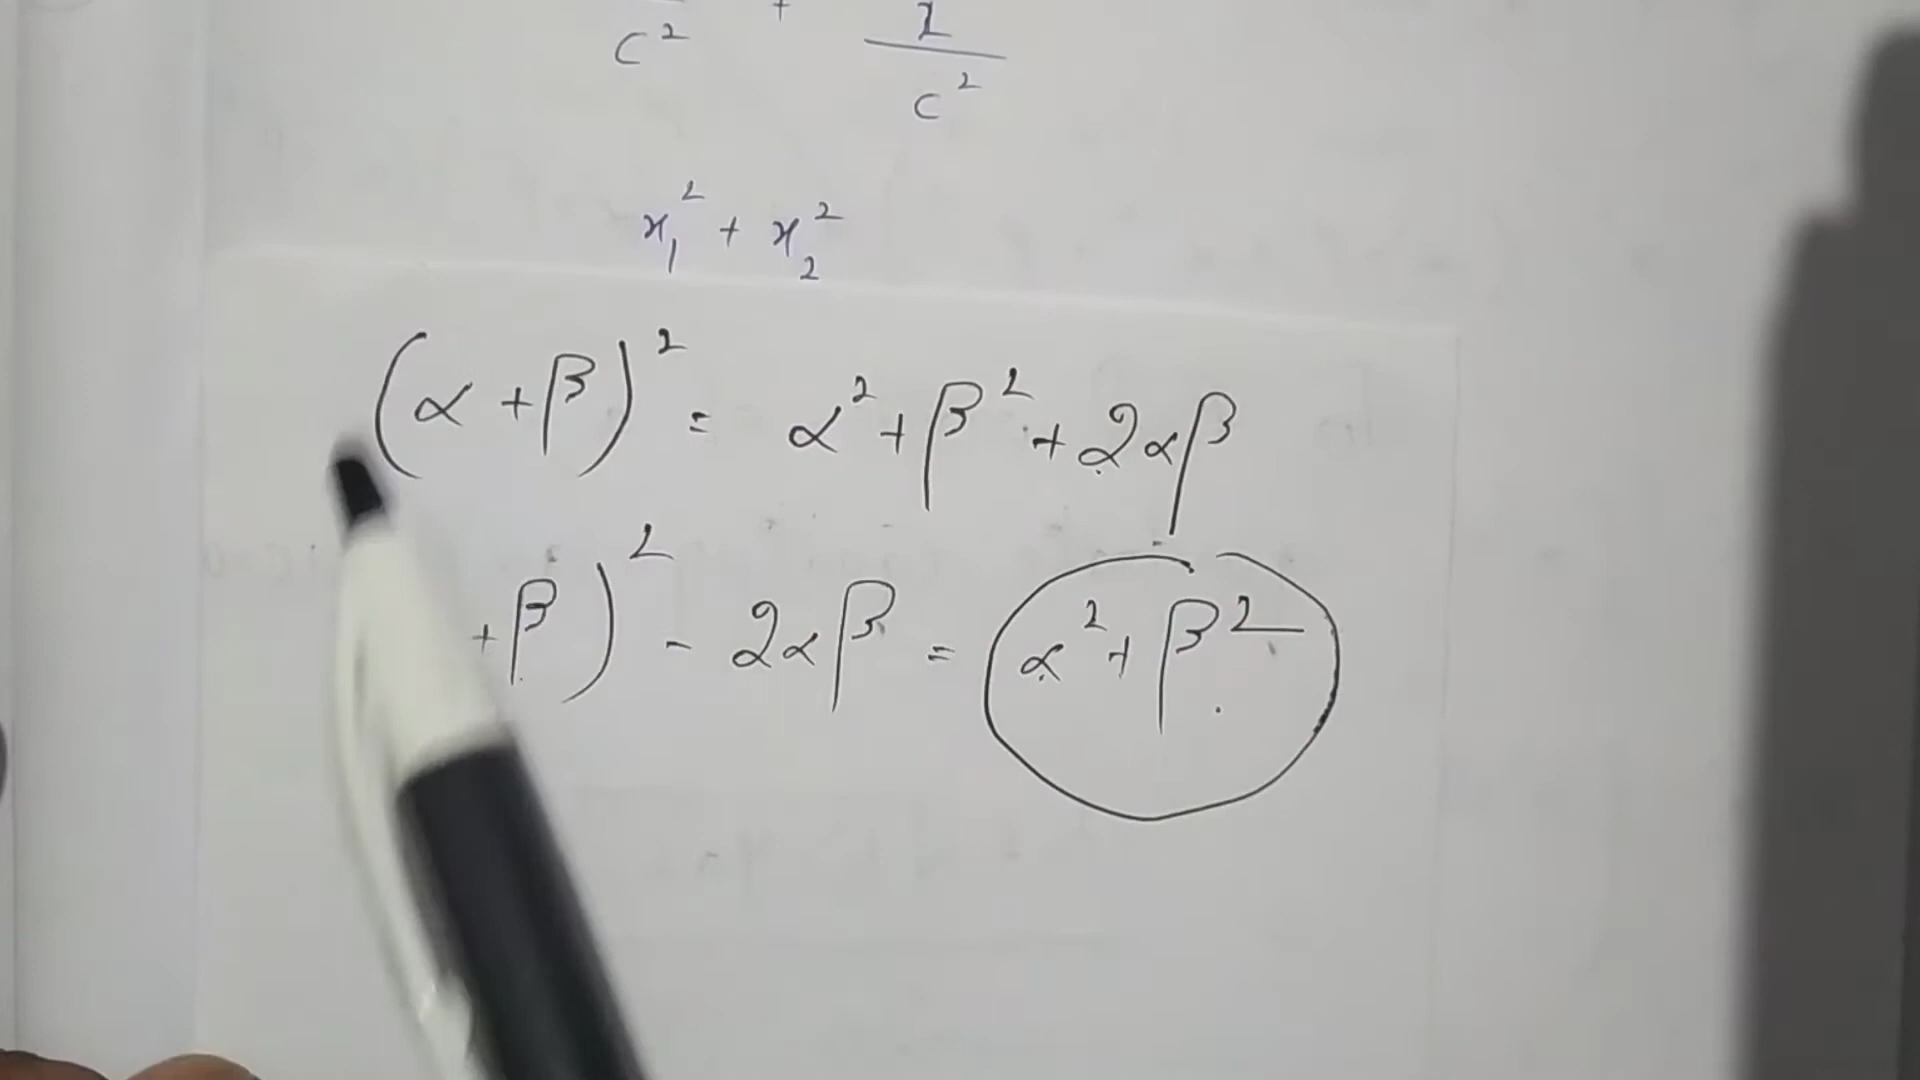 c² + 1/c²
x₁² + x₂²
(α + β)² = α² + β² + 2αβ
+ β)² - 2αβ = α² + β²